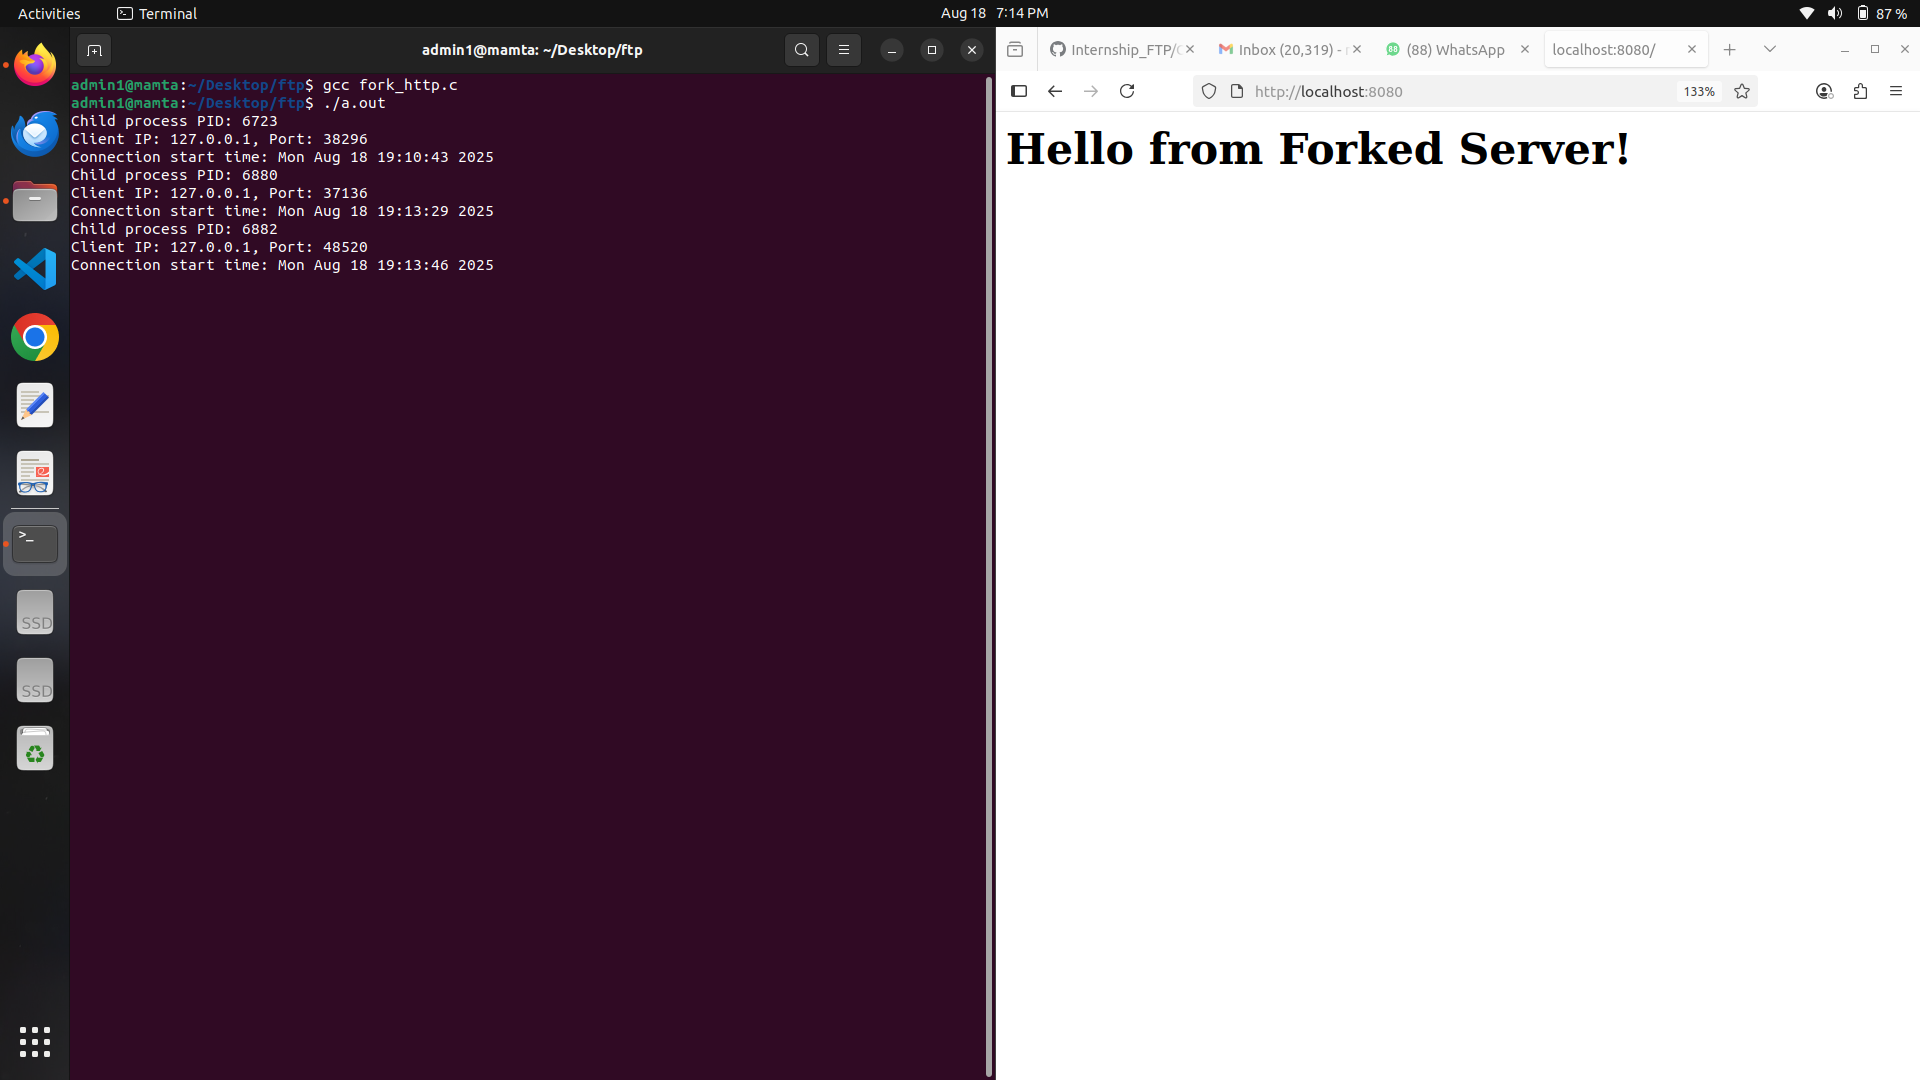 Activities
Terminal
Aug 18 7:14 PM
87 %
admin1@mamta: ~/Desktop/ftp
admin1@mamta:~/Desktop/ftp$ gcc fork_http.c
admin1@mamta:~/Desktop/ftp$ ./a.out
Child process PID: 6723
Client IP: 127.0.0.1, Port: 38296
Connection start time: Mon Aug 18 19:10:43 2025
Child process PID: 6880
Client IP: 127.0.0.1, Port: 37136
Connection start time: Mon Aug 18 19:13:29 2025
Child process PID: 6882
Client IP: 127.0.0.1, Port: 48520
Connection start time: Mon Aug 18 19:13:46 2025
>_
SSD
SSD
Internship_FTP/
Inbox (20,319) -
88
(88) WhatsApp
localhost:8080/
http://localhost:8080
133%
Hello from Forked Server!